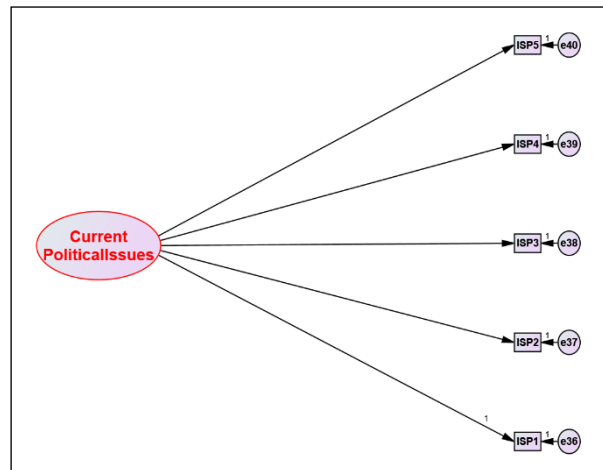 ISP5
1
e40
ISP4
1
e39
Current
PoliticalIssues
ISP3
1
e38
ISP2
1
e37
1
ISP1
1
e36